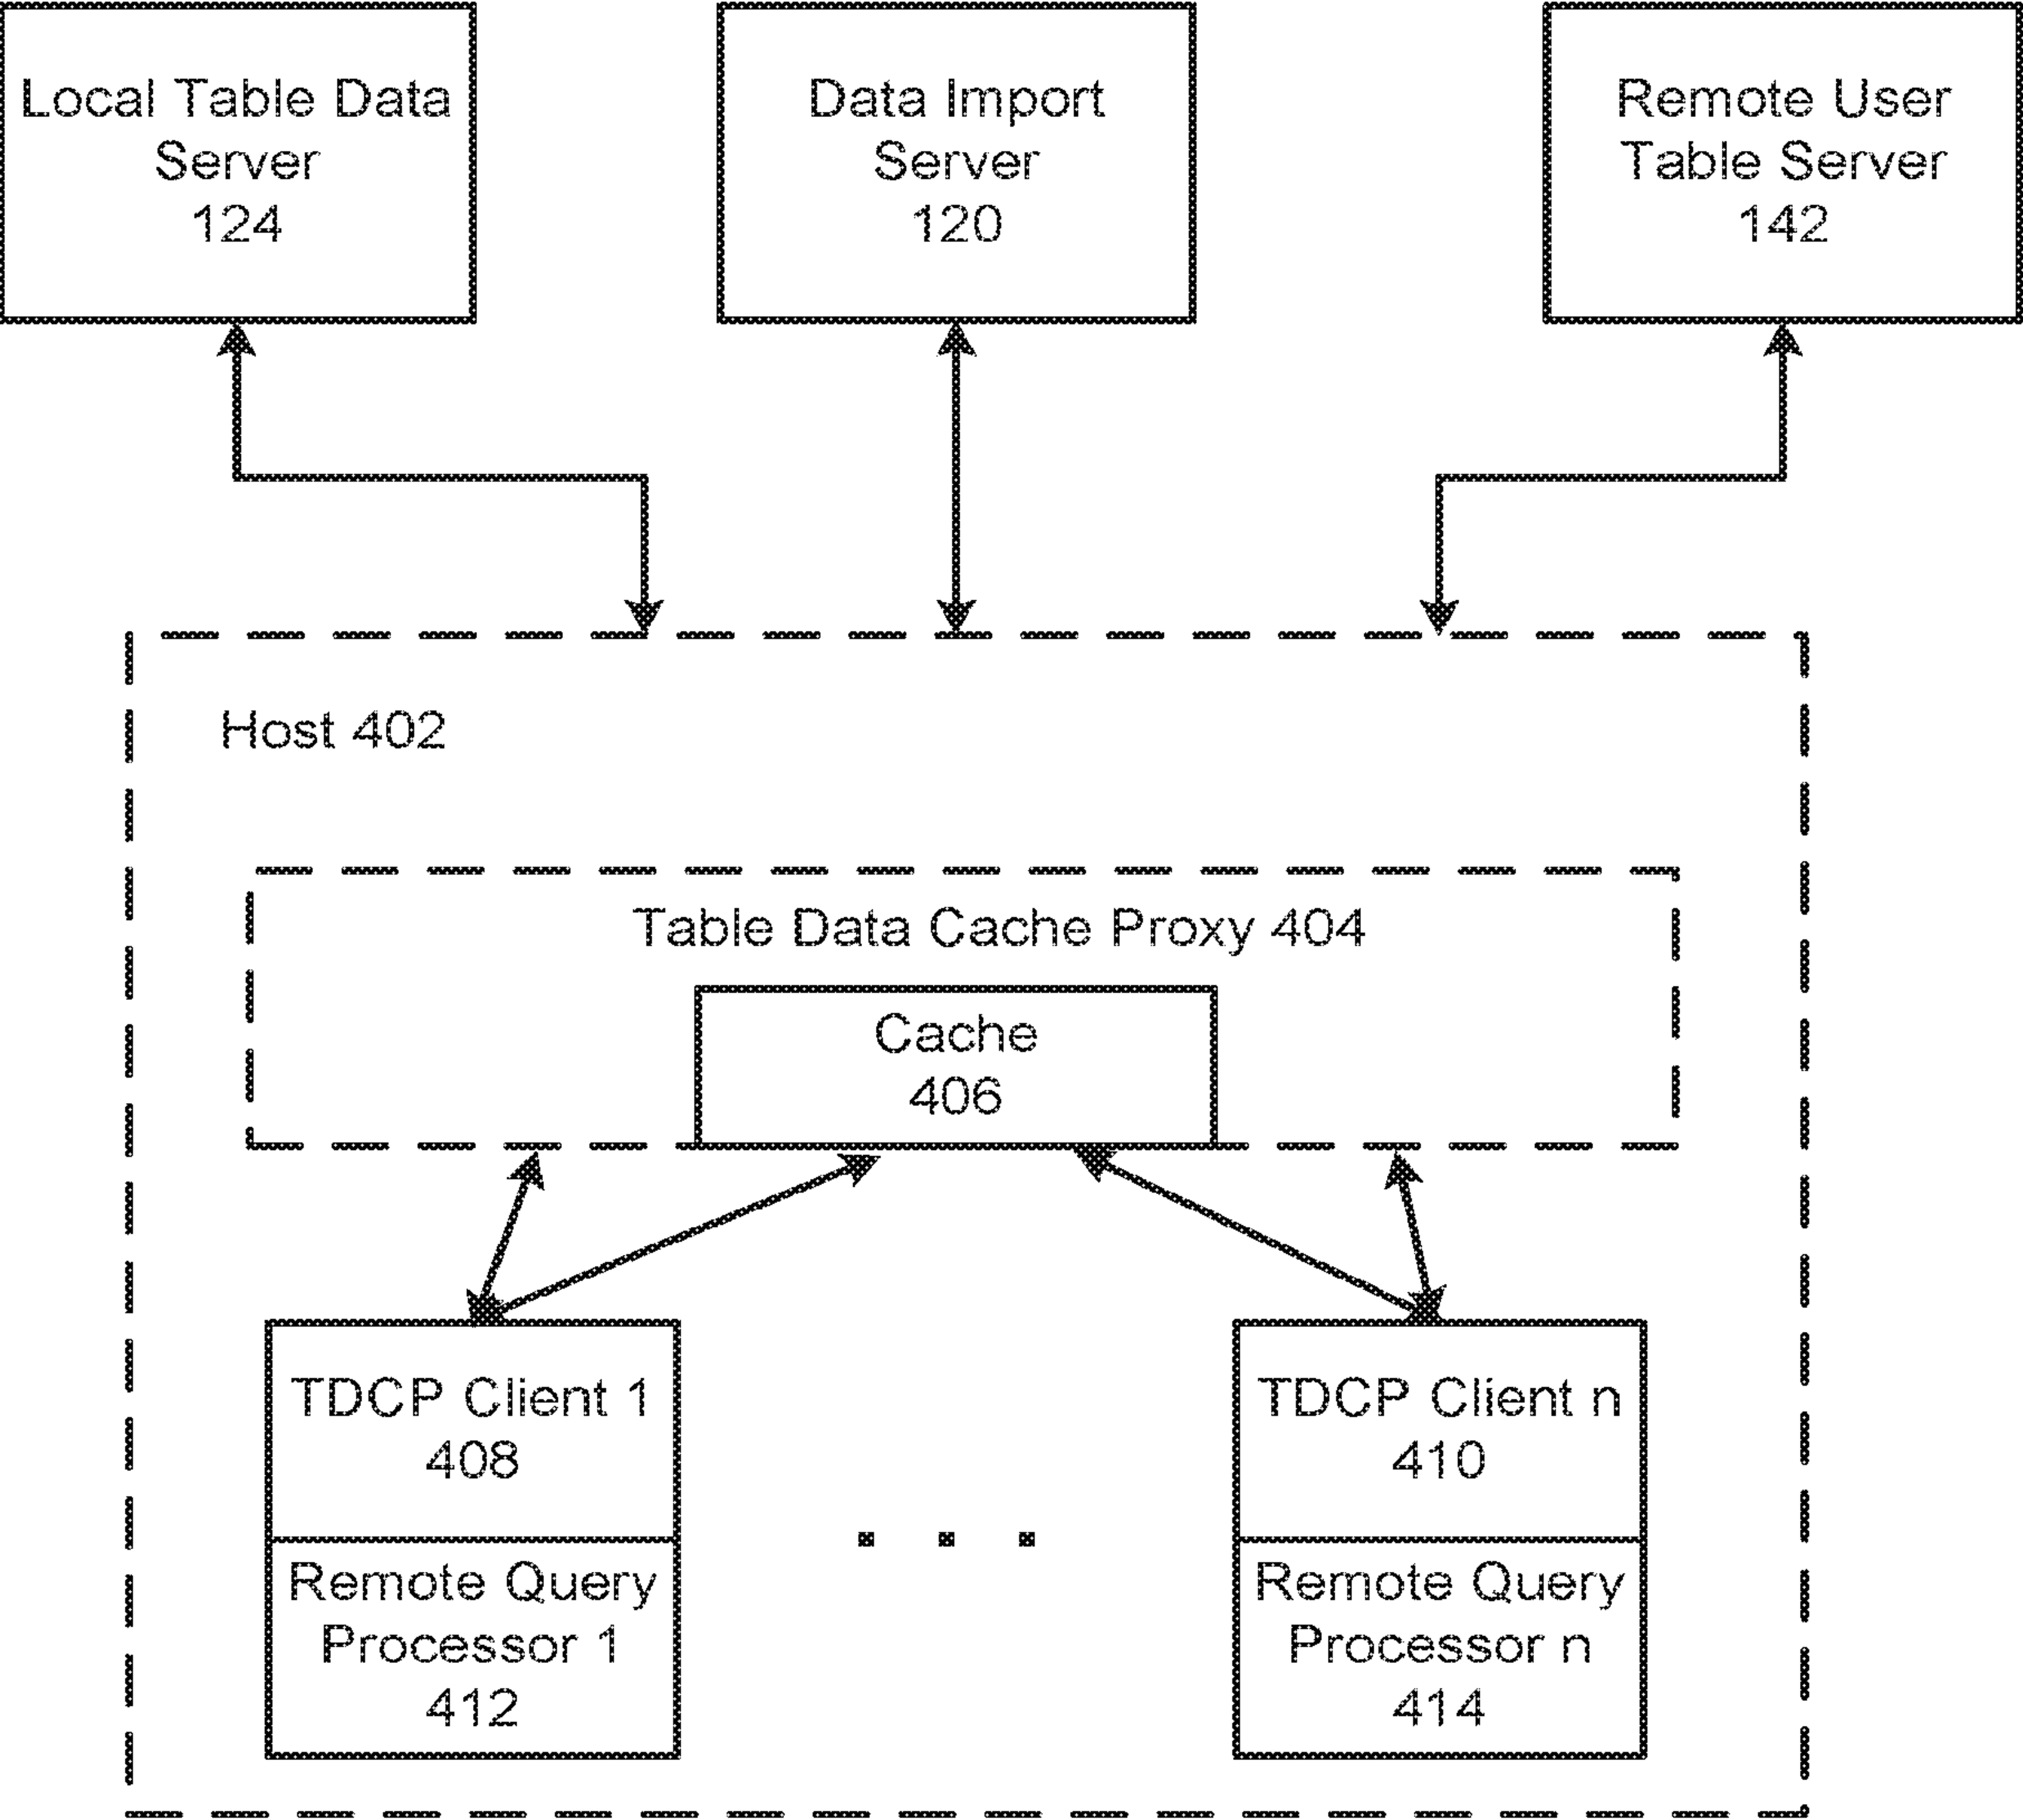 Local Table Data
Server
124
Data Import
Server
120
Remote User
Table Server
142
Host 402
Table Data Cache Proxy 404
Cache
406
TDCP Client 1
408
Remote Query
Processor 1
412
. . .
TDCP Client n
410
Remote Query
Processor n
414